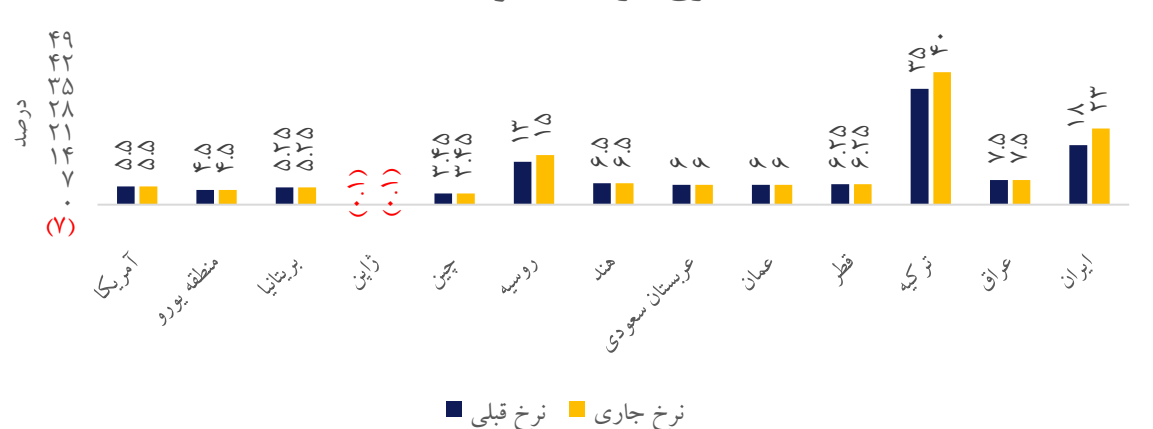 ۴۹
۴۲
۳۵
۲۸
۲۱
۱۴
۷
۰
(۷)
درصد
۵.۵
۵.۵
۴.۵
۴.۵
۵.۲۵
۵.۲۵
(۰.۱)
(۰.۱)
۳.۴۵
۳.۴۵
۱۳
۱۵
۶.۵
۶.۵
۶
۶
۶
۶
۶.۲۵
۶.۲۵
۳۵
۴۰
۷.۵
۷.۵
۱۸
۲۳
آمریکا
منطقه یورو
بریتانیا
ژاپن
چین
روسیه
هند
عربستان سعودی
عمان
قطر
ترکیه
عراق
ایران
نرخ قبلی
نرخ جاری